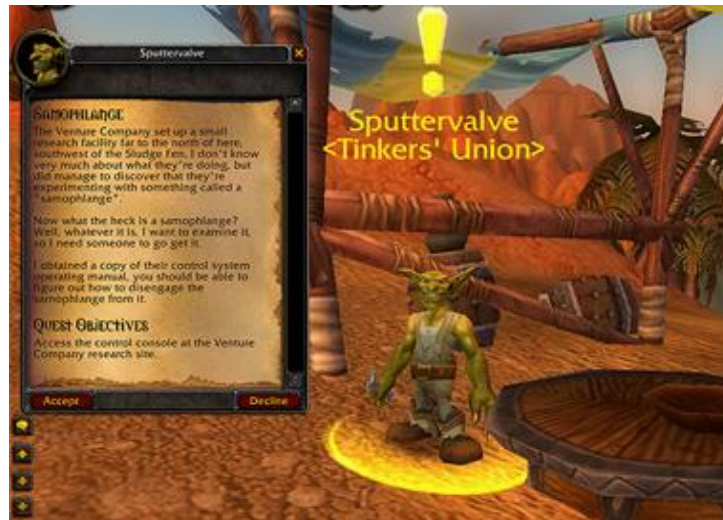 Sputtervalve
SAMOPHLANGE
The Venture Company set up a small
research facility far to the north of here,
southwest of the Sludge Fen. I don't know
very much about what they're doing, but
did manage to discover that they're
experimenting with something called a
"samophlange".
Now what the heck is a samophlange?
Well, whatever it is, I want to examine it,
so I need someone to go get it.
I obtained a copy of their control system
operating manual, you should be able to
figure out how to disengage the
samophlange from it.
QUEST OBJECTIVES
Access the control console at the Venture
Company research site.
Accept
Decline
Sputtervalve
<Tinkers' Union>